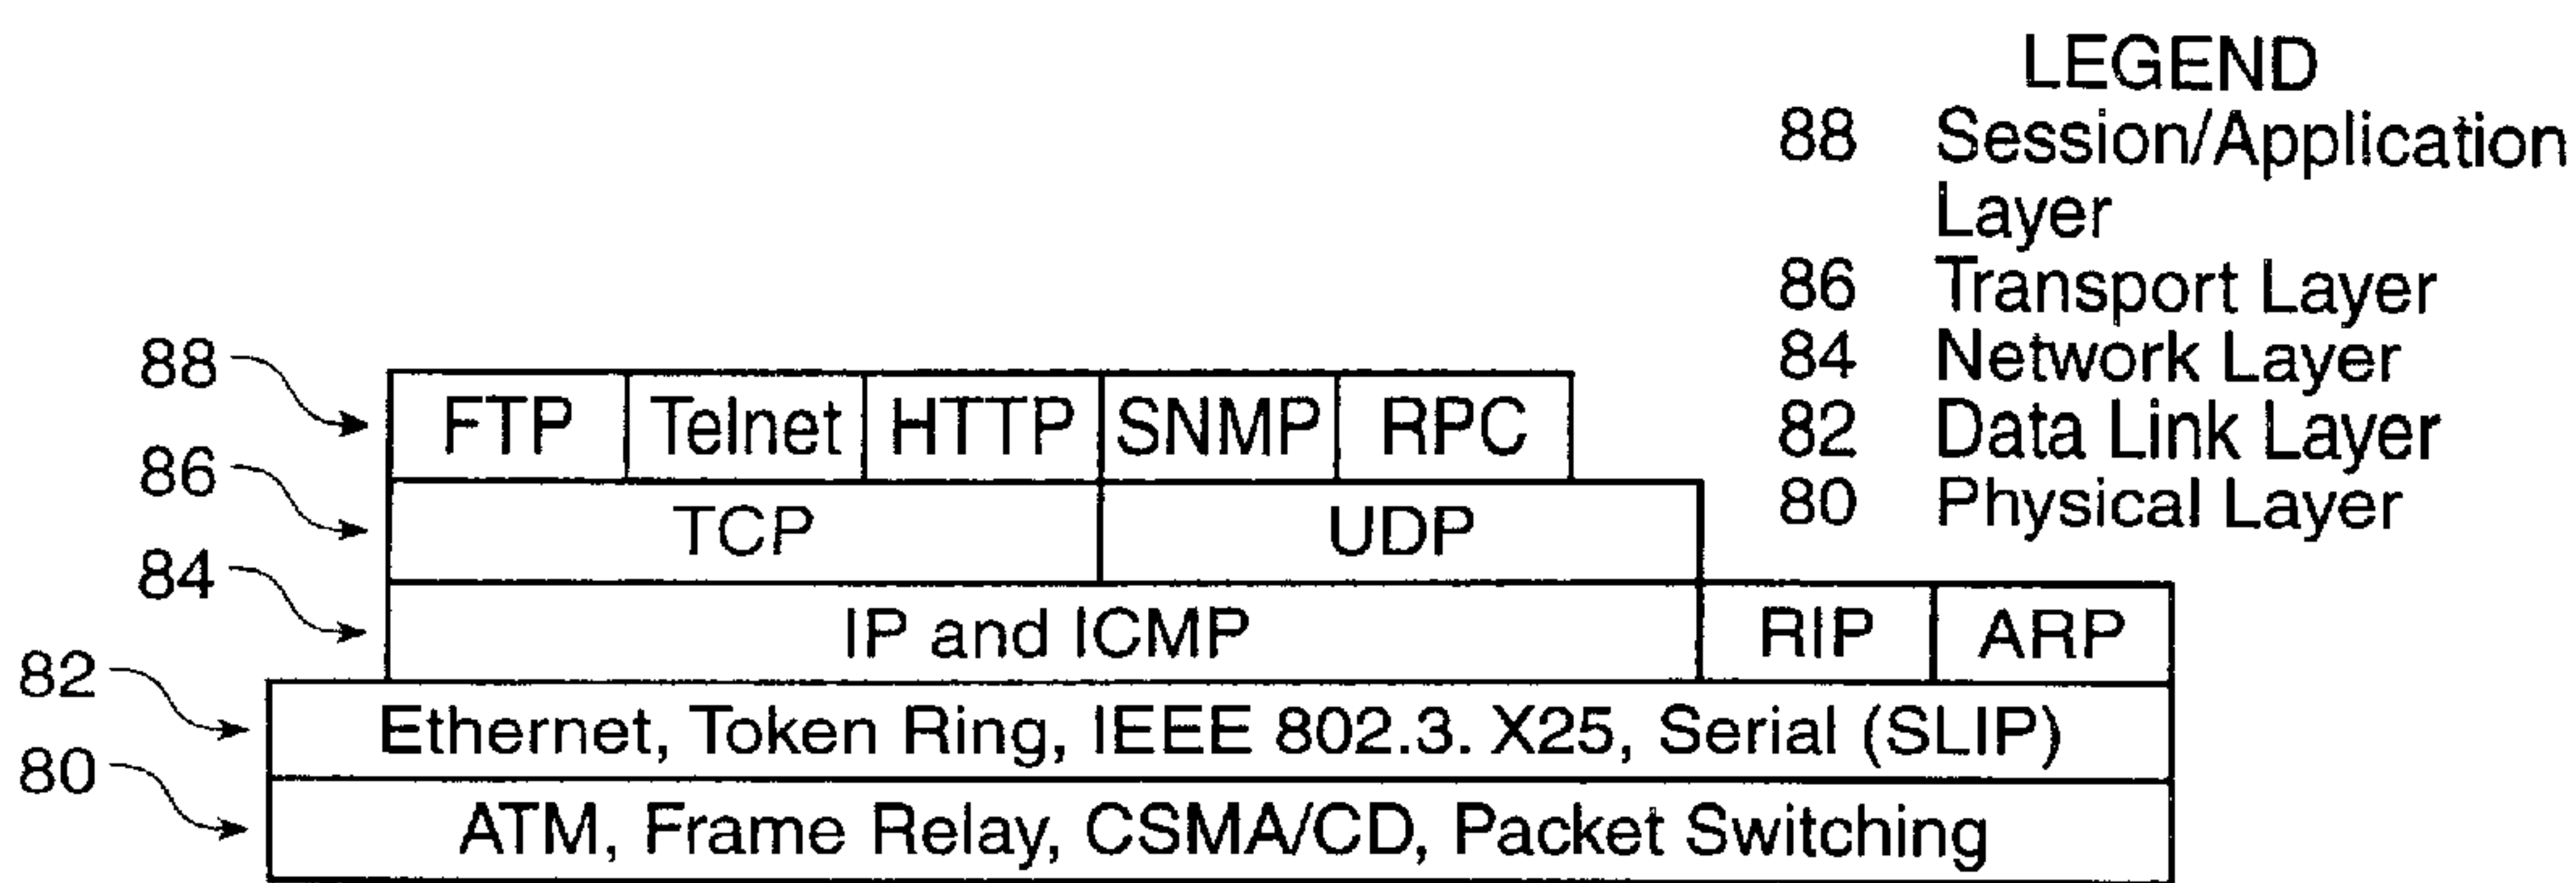 LEGEND
88 Session/Application
Layer
86 Transport Layer
84 Network Layer
82 Data Link Layer
80 Physical Layer
88
FTP Telnet HTTP SNMP RPC
86
TCP UDP
84
IP and ICMP RIP ARP
82
Ethernet, Token Ring, IEEE 802.3. X25, Serial (SLIP)
80
ATM, Frame Relay, CSMA/CD, Packet Switching